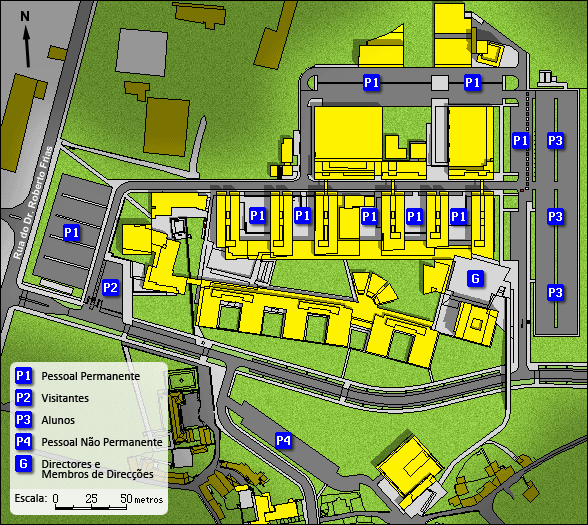 N
P1
P1
P1
P3
Rua do Dr. Roberto Frias
P1
P1
P1
P1
P1
P1
P3
P2
G
P3
P4
P1 Pessoal Permanente
P2 Visitantes
P3 Alunos
P4 Pessoal Não Permanente
G Directores e
Membros de Direcções
Escala: 0 25 50 metros